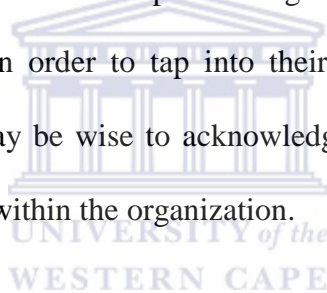 n order to tap into their
ay be wise to acknowledg
within the organization.
UNIVERSITY of the
WESTERN CAPE